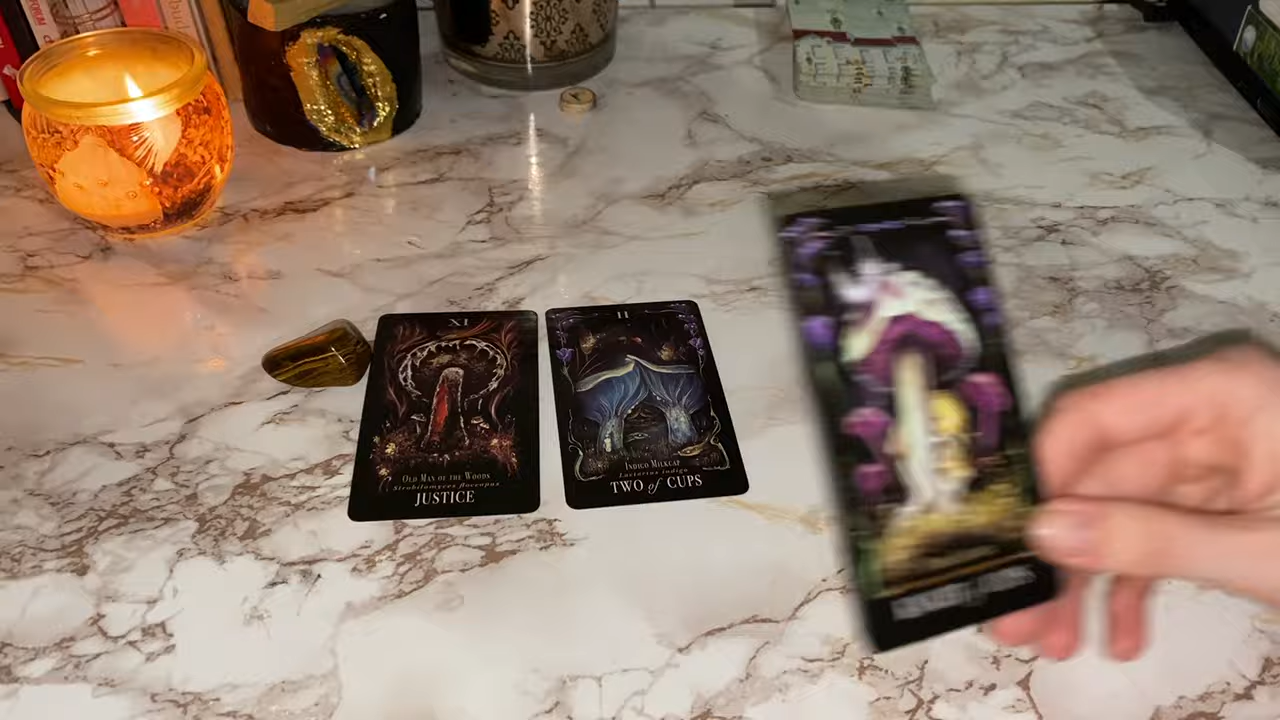 XI
OLD MAN OF THE WOODS
Strobilomyces floccopus
JUSTICE
II
INDIGO MILKCAP
Lactarius indigo
TWO of CUPS